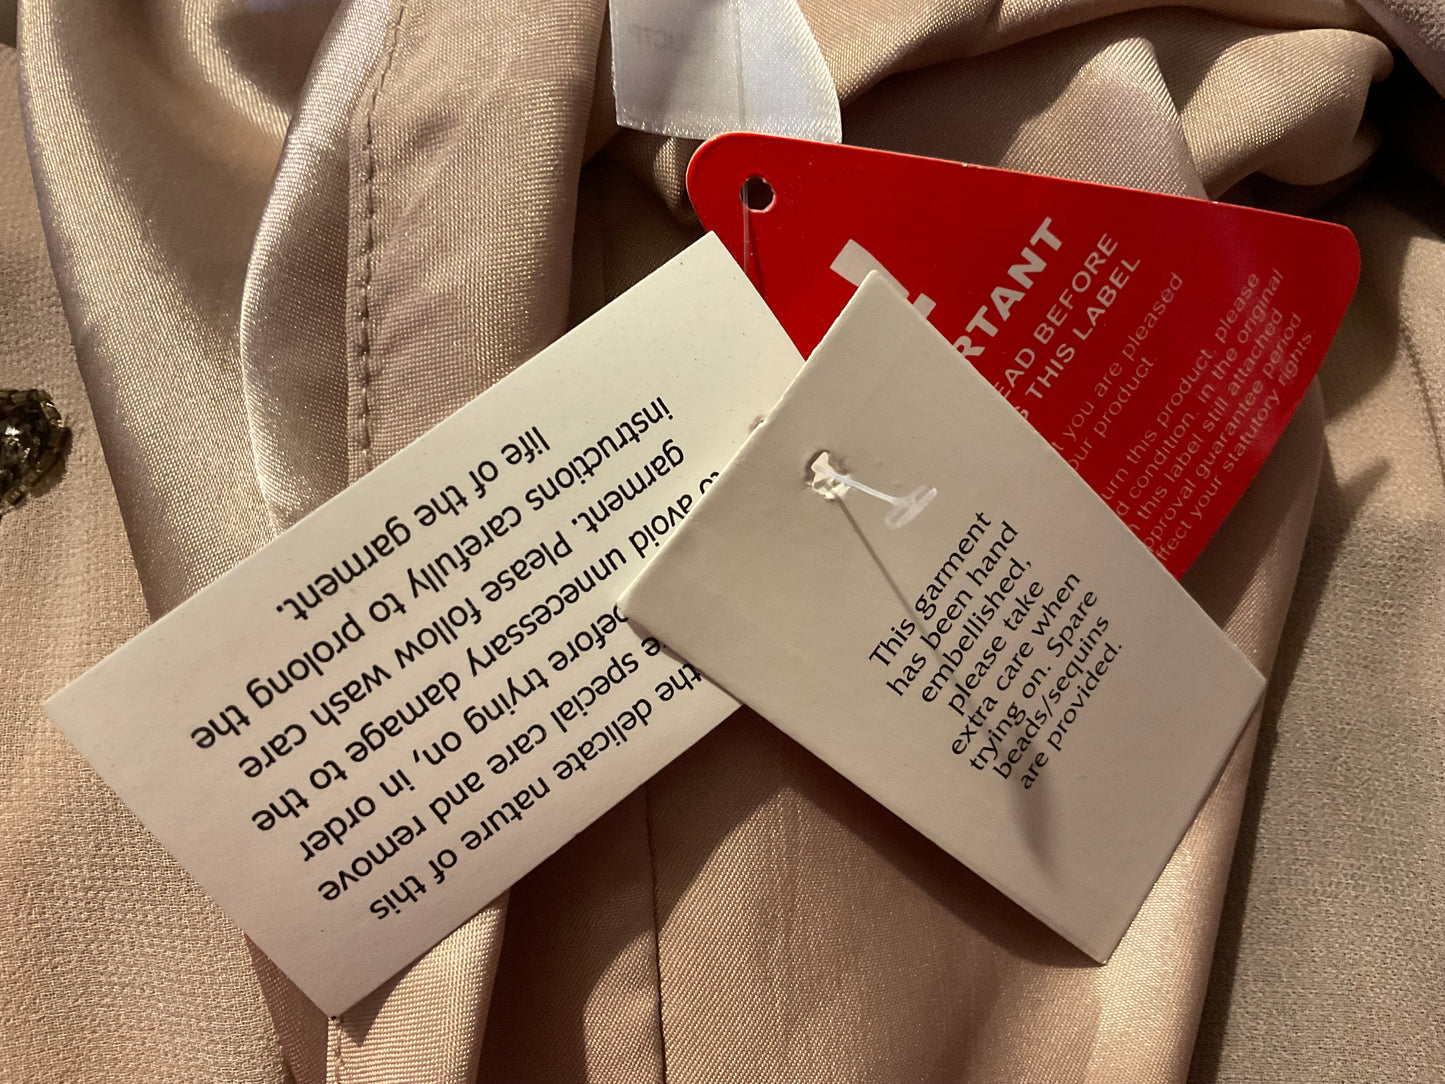 This garment
has been hand
embellished,
please take
extra care when
trying on. Spare
beads/sequins
are provided.
the delicate nature of this
special care and remove
before trying on, in order
to avoid unnecessary damage to the
garment. Please follow wash care
instructions carefully to prolong the
life of the garment.
RTANT
EAD BEFORE
THIS LABEL
you are pleased
our product
this product, please
condition, in the original
this label still attached
approval guarantee period
your statutory rights